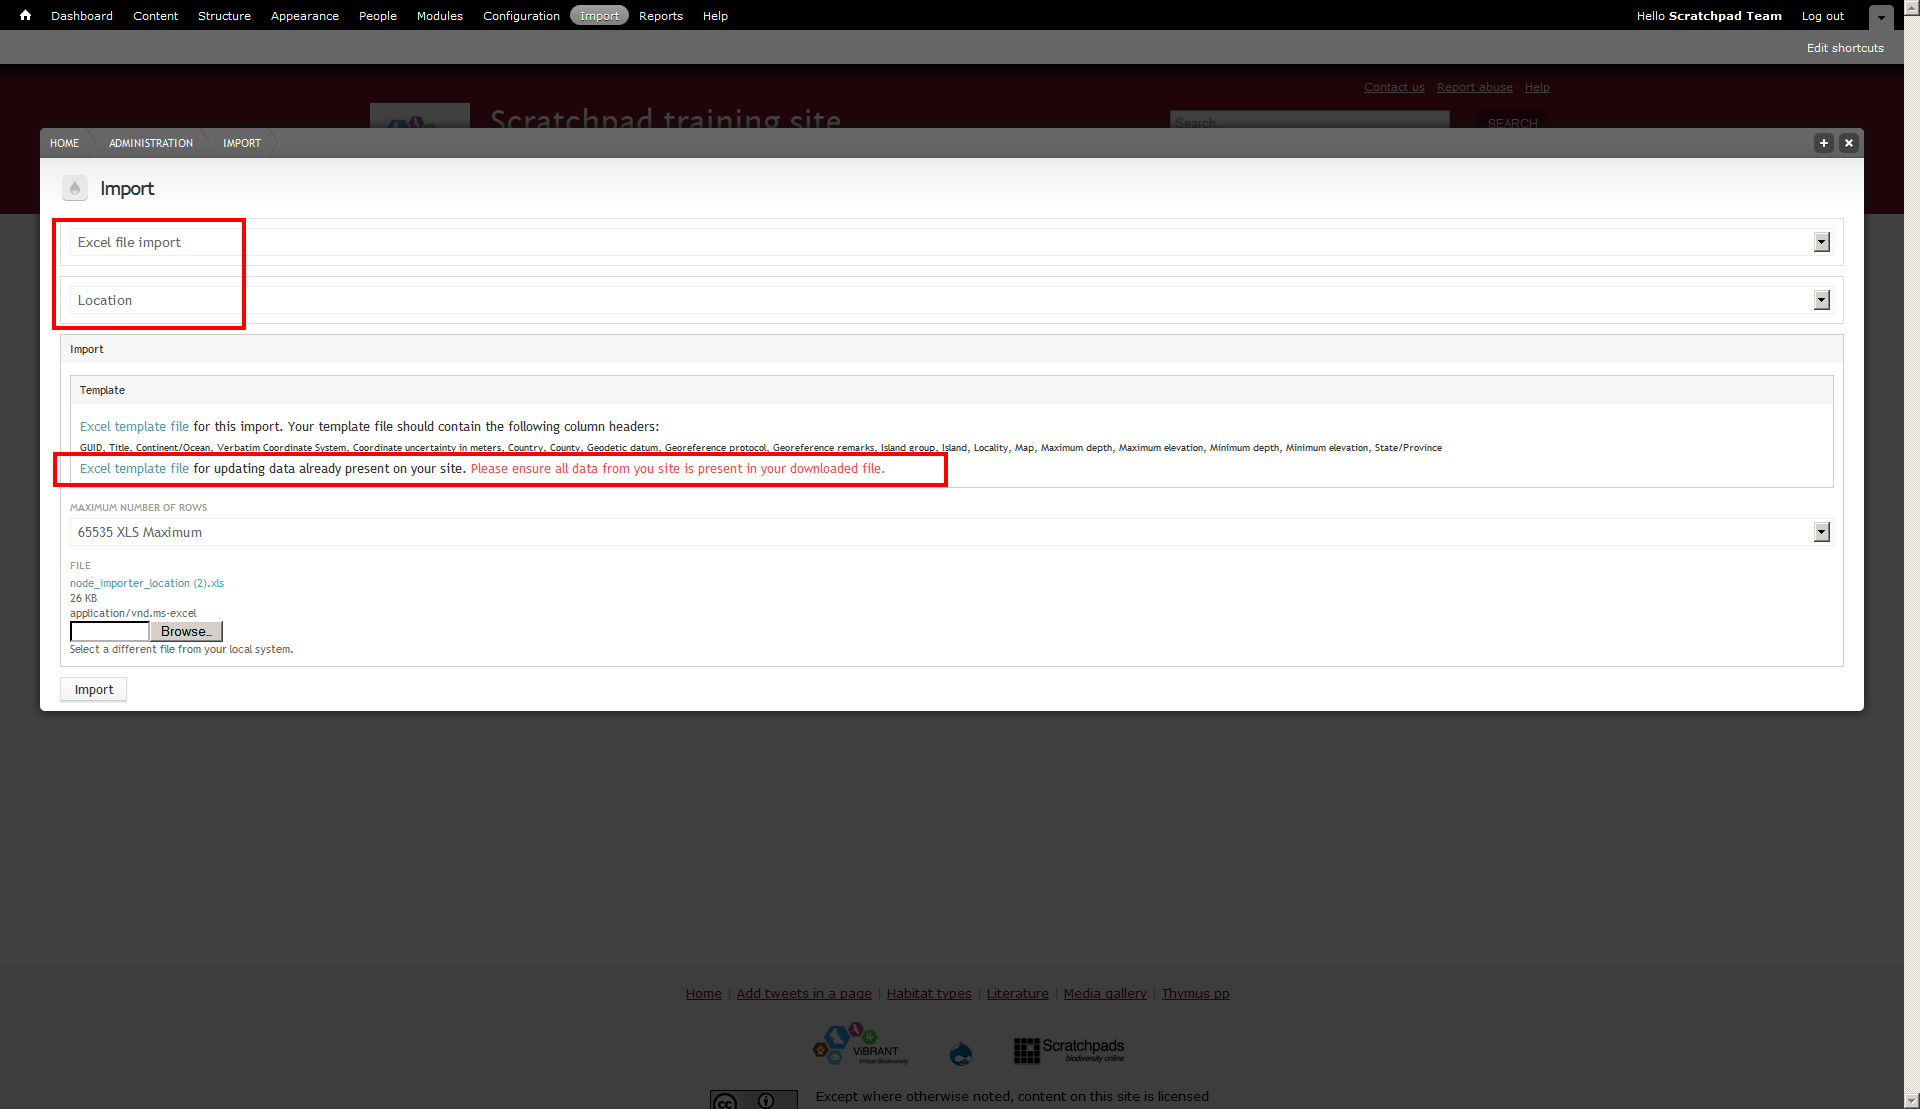 Dashboard Content Structure Appearance People Modules Configuration Import Reports Help Hello Scratchpad Team Log out
Edit shortcuts
Contact us Report abuse Help
Scratchpad training site
Search... SEARCH
HOME ADMINISTRATION IMPORT
Import
Excel file import
Location
Import
Template
Excel template file for this import. Your template file should contain the following column headers:
GUID, Title, Continent/Ocean, Verbatim Coordinate System, Coordinate uncertainty in meters, Country, County, Geodetic datum, Georeference protocol, Georeference remarks, Island group, Island, Locality, Map, Maximum depth, Maximum elevation, Minimum depth, Minimum elevation, State/Province
Excel template file for updating data already present on your site. Please ensure all data from you site is present in your downloaded file.
MAXIMUM NUMBER OF ROWS
65535 XLS Maximum
FILE
node_importer_location (2).xls
26 KB
application/vnd.ms-excel
Browse...
Select a different file from your local system.
Import
Home | Add tweets in a page | Habitat types | Literature | Media gallery | Thymus pp
ViBRANT
Virtual Biodiversity
Scratchpads
biodiversity online
cc
Except where otherwise noted, content on this site is licensed